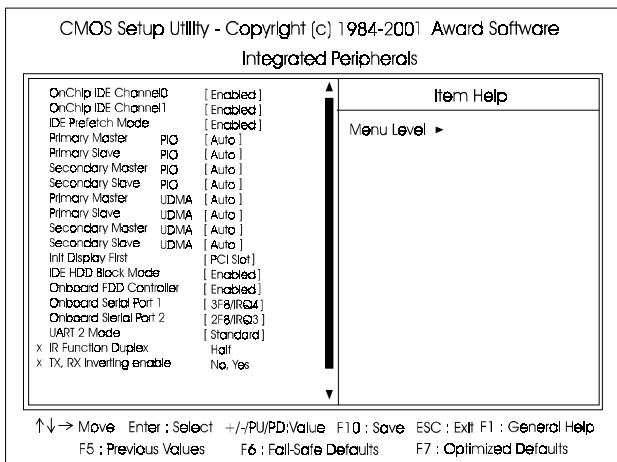 CMOS Setup Utility - Copyright (c) 1984-2001 Award Software
Integrated Peripherals
OnChip IDE Channel0 [ Enabled ]
OnChip IDE Channel1 [ Enabled ]
IDE Prefetch Mode [ Enabled ]
Primary Master PIO [ Auto ]
Primary Slave PIO [ Auto ]
Secondary Master PIO [ Auto ]
Secondary Slave PIO [ Auto ]
Primary Master UDMA [ Auto ]
Primary Slave UDMA [ Auto ]
Secondary Master UDMA [ Auto ]
Secondary Slave UDMA [ Auto ]
Init Display First [ PCI Slot ]
IDE HDD Block Mode [ Enabled ]
Onboard FDD Controller [ Enabled ]
Onboard Serial Port 1 [ 3F8/IRQ4 ]
Onboard Sierial Port 2 [ 2F8/IRQ3 ]
UART 2 Mode [ Standard ]
x IR Function Duplex Half
x TX, RX Inverting enable No, Yes
Item Help
Menu Level ►
↑↓→ Move Enter : Select +/-/PU/PD:Value F10 : Save ESC : Exit F1 : General Help
F5 : Previous Values F6 : Fail-Safe Defaults F7 : Optimized Defaults